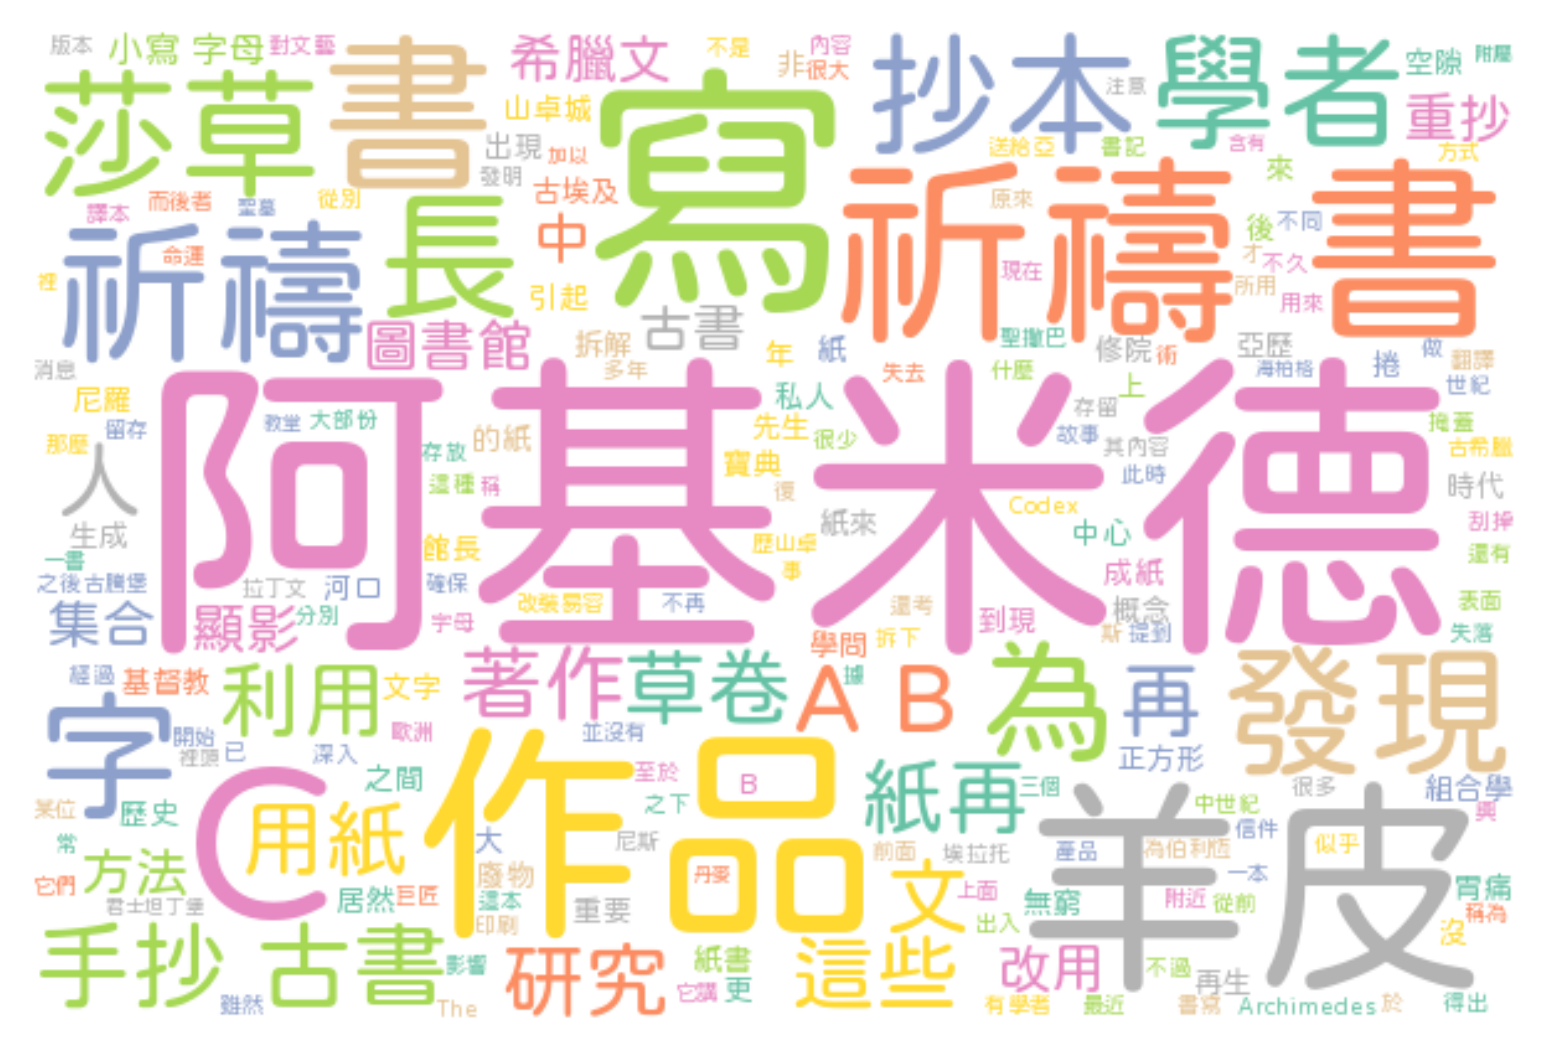 版本
小寫 字母
對文藝
希臘文
不是
內容
非
很大
抄本
學者
空隙
附屬
莎草
書
寫
注意
重抄
山卓城
出現
加以
送給亞
書記
含有
方式
發明
古埃及
來
而後者
聖墓
從別
譯本
長
中
祈禱書
原來
後
不同
祈禱
命運
才
不久
裡
引起
現在
所用
用來
圖書館
古書
拆解
年
紙
聖撒巴
修院
術
亞歷
做
翻譯
消息
多年
失去
什麼
海柏格
捲
世紀
尼羅
私人
上
阿基米德
教堂
大部份
留存
存留
先生
很少
故事
掩蓋
那麼
存放
的紙
其內容
古希臘
人
寶典
此時
這種
稱
復
時代
Codex
生成
紙來
中心
刮掉
館長
歷山卓
事
一書
還有
之後古騰堡
拉丁文
河口
確保
成紙
改裝易容
不再
還考
概念
表面
集合
顯影
分別
字母
到現
斯
提到
失落
學問
拆下
經過
基督教
利用
文字
著作
草卷
A B
據
為
再
發現
字
開始
裡頭
已
深入
歐洲
並沒有
正方形
之間
至於
B
作品
紙再
三個
很多
組合學
某位
歷史
C
用紙
之下
中世紀
興
羊皮
常
大
尼斯
信件
似乎
方法
前面
埃拉托
產品
為伯利恆
它們
廢物
丹麥
一本
胃痛
君士坦丁堡
居然
巨匠
這本
文
上面
無窮
附近
從前
稱為
印刷
重要
出入
沒
手抄
古書
影響
研究
紙書
這些
改用
不過
再生
它講
更
雖然
The
有學者
最近
書寫
Archimedes
於
得出